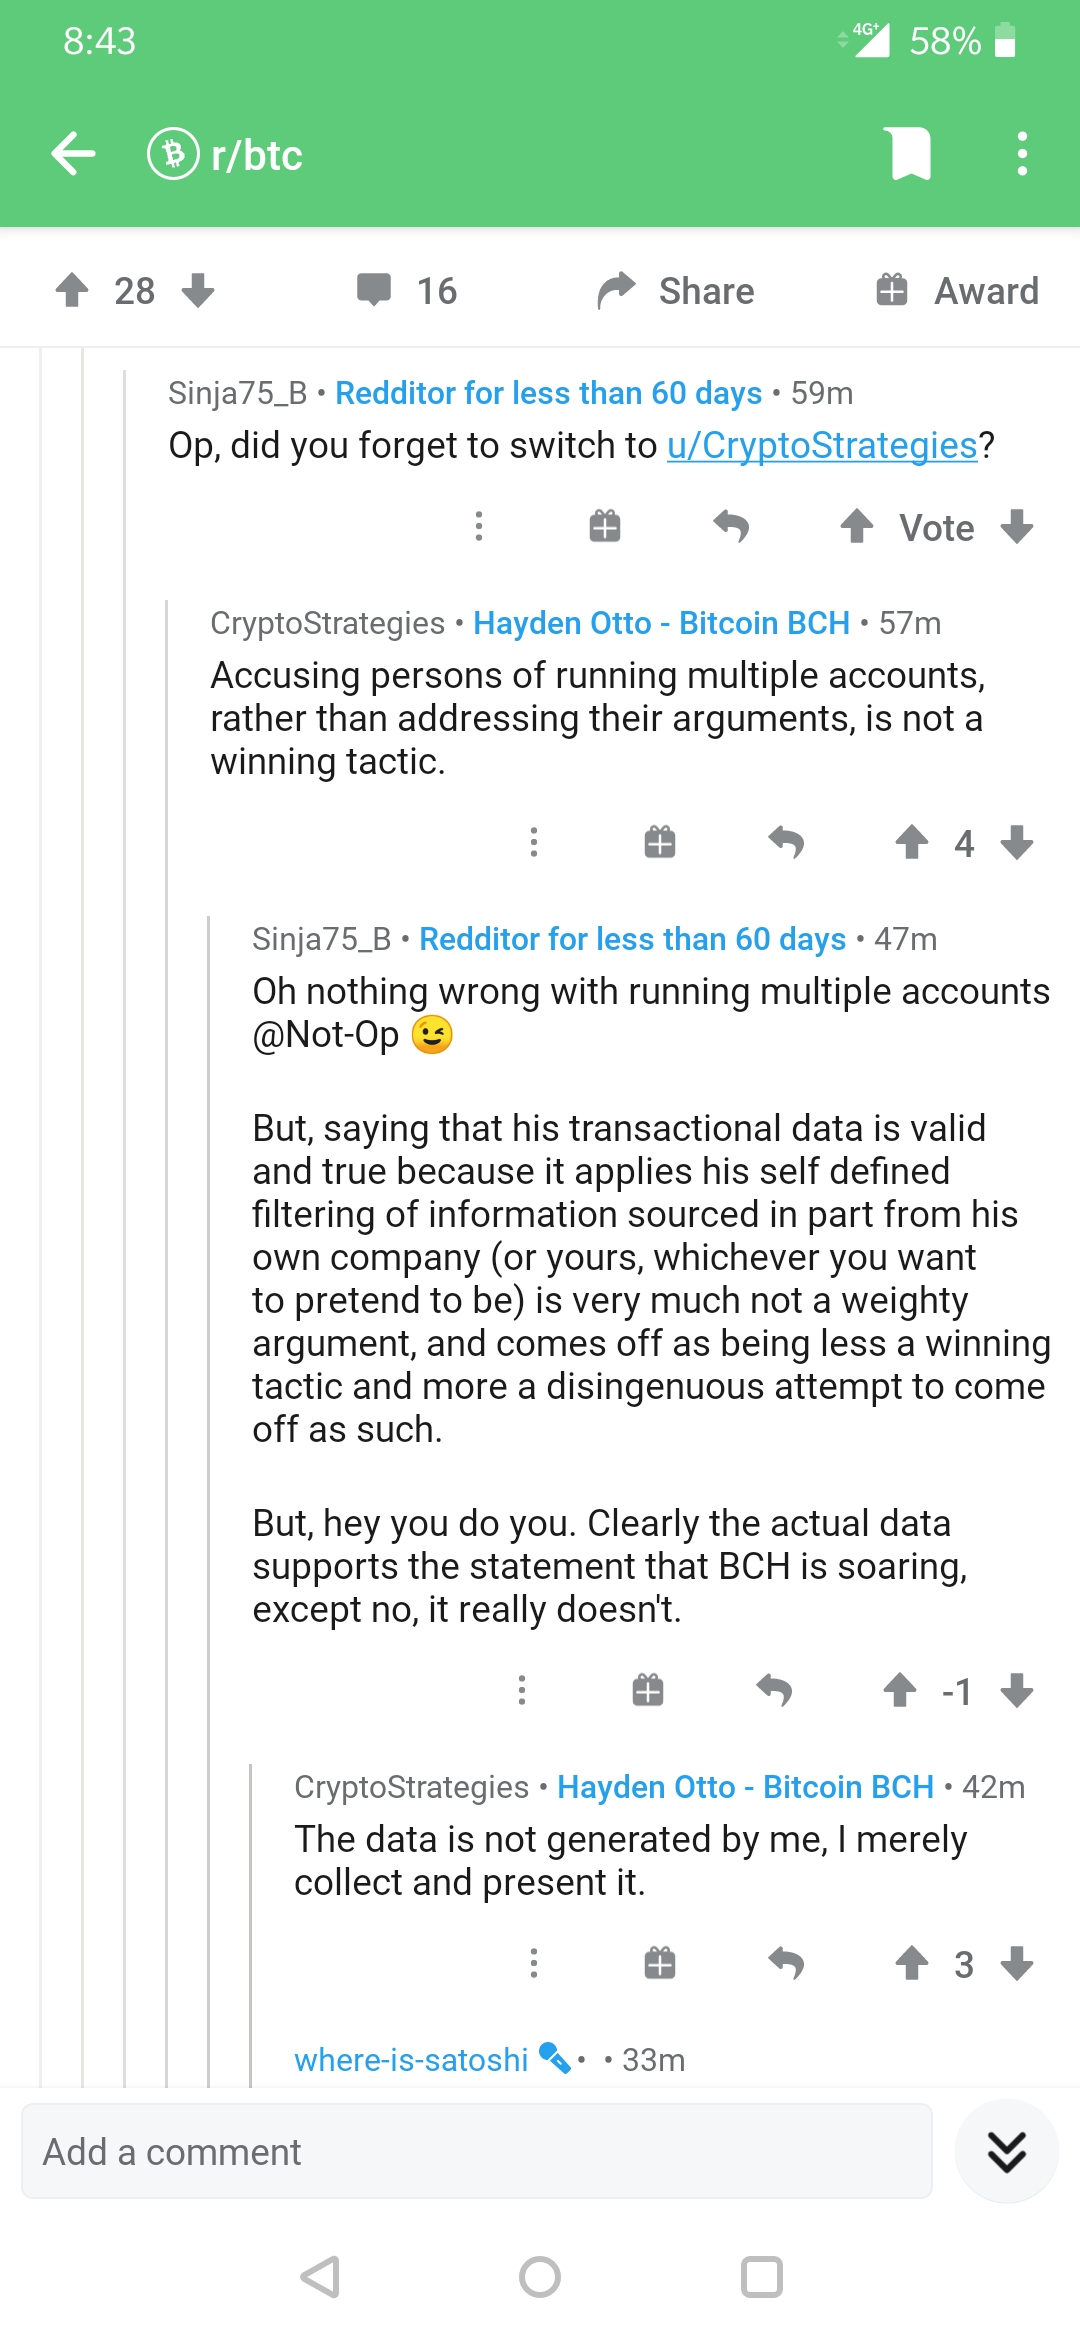 8:43
4G+ 58%
r/btc
28
16
Share
Award
Sinja75_B • Redditor for less than 60 days • 59m
Op, did you forget to switch to u/CryptoStrategies?
Vote
CryptoStrategies • Hayden Otto - Bitcoin BCH • 57m
Accusing persons of running multiple accounts,
rather than addressing their arguments, is not a
winning tactic.
4
Sinja75_B • Redditor for less than 60 days • 47m
Oh nothing wrong with running multiple accounts
@Not-Op 😉
But, saying that his transactional data is valid
and true because it applies his self defined
filtering of information sourced in part from his
own company (or yours, whichever you want
to pretend to be) is very much not a weighty
argument, and comes off as being less a winning
tactic and more a disingenuous attempt to come
off as such.
But, hey you do you. Clearly the actual data
supports the statement that BCH is soaring,
except no, it really doesn't.
-1
CryptoStrategies • Hayden Otto - Bitcoin BCH • 42m
The data is not generated by me, I merely
collect and present it.
3
where-is-satoshi • • 33m
Add a comment